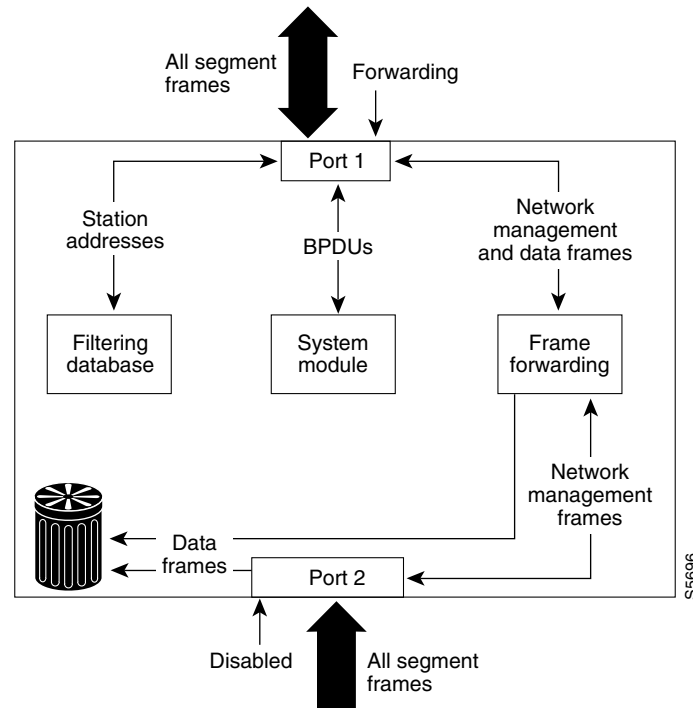 All segment
frames
Forwarding
Port 1
Station
addresses
BPDUs
Network
management
and data frames
Filtering
database
System
module
Frame
forwarding
Network
management
frames
Data
frames
Port 2
Disabled
All segment
frames
S5696